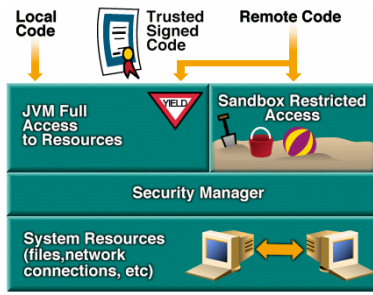 Local
Code
Trusted
Signed
Code
Remote Code
JVM Full
Access
to Resources
YIELD
Sandbox Restricted
Access
Security Manager
System Resources
(files,network
connections, etc)